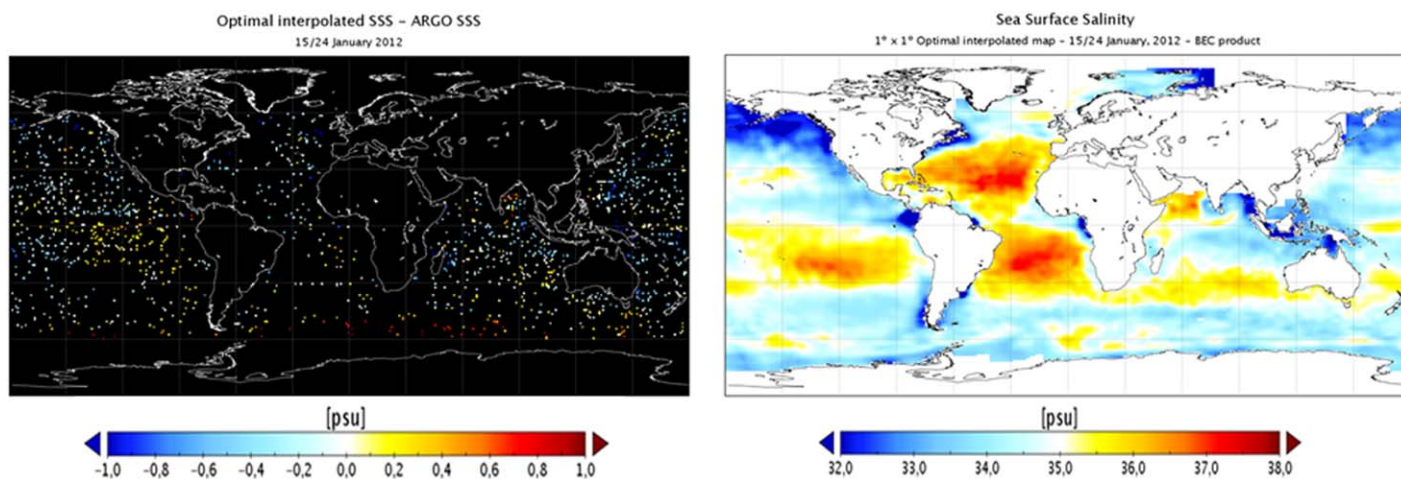 Optimal interpolated SSS – ARGO SSS
15/24 January 2012
[psu]
-1,0 -0,8 -0,6 -0,4 -0,2 0,0 0,2 0,4 0,6 0,8 1,0
Sea Surface Salinity
1° x 1° Optimal interpolated map – 15/24 January, 2012 – BEC product
[psu]
32,0 33,0 34,0 35,0 36,0 37,0 38,0